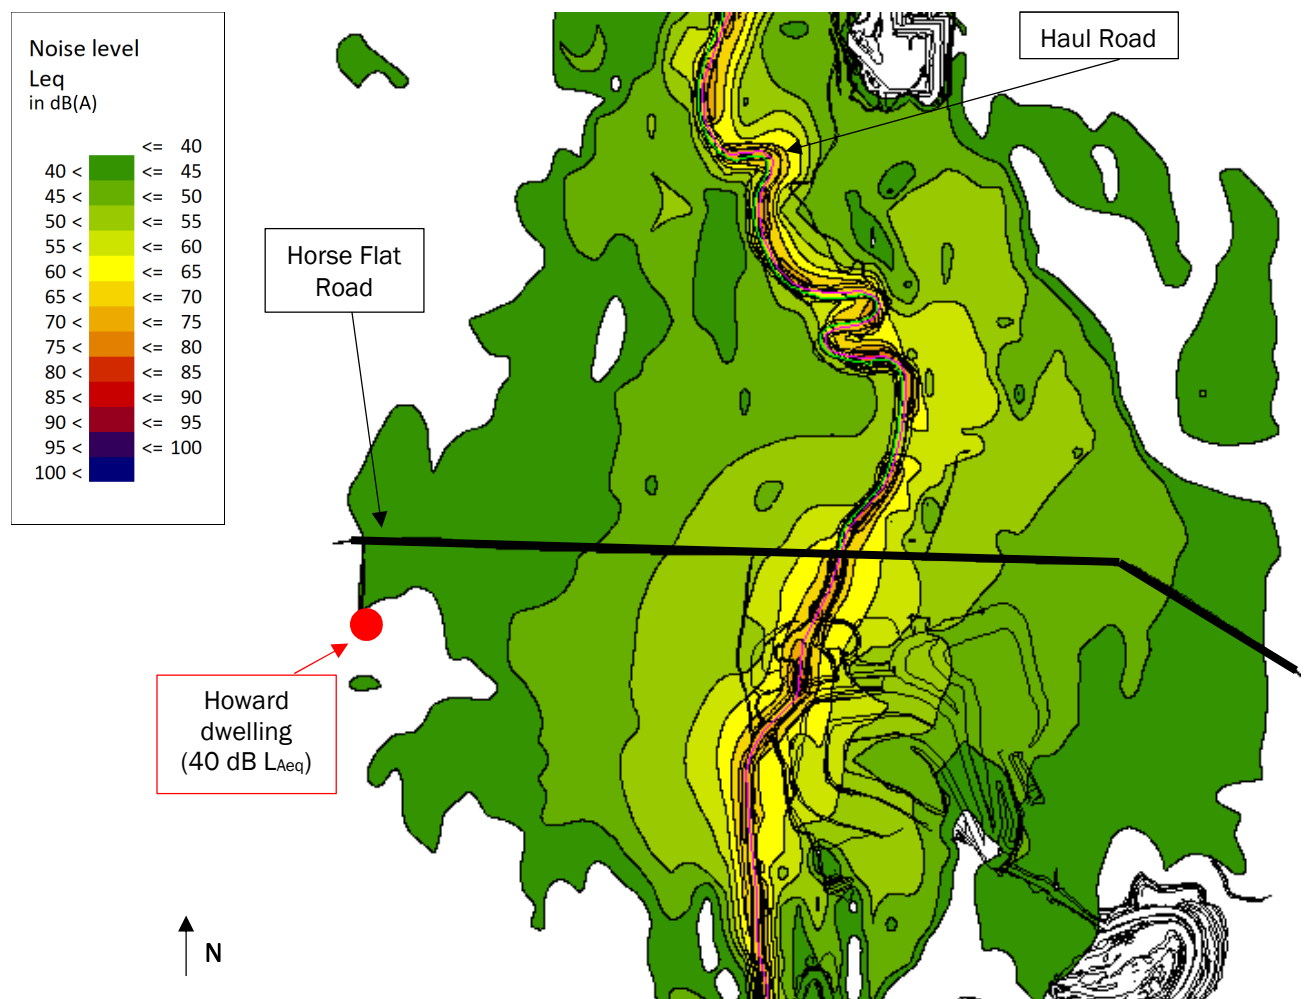 Noise level
Leq
in dB(A)
<= 40
40 < <= 45
45 < <= 50
50 < <= 55
55 < <= 60
60 < <= 65
65 < <= 70
70 < <= 75
75 < <= 80
80 < <= 85
85 < <= 90
90 < <= 95
95 < <= 100
100 <
Haul Road
Horse Flat
Road
Howard
dwelling
(40 dB LAeq)
N